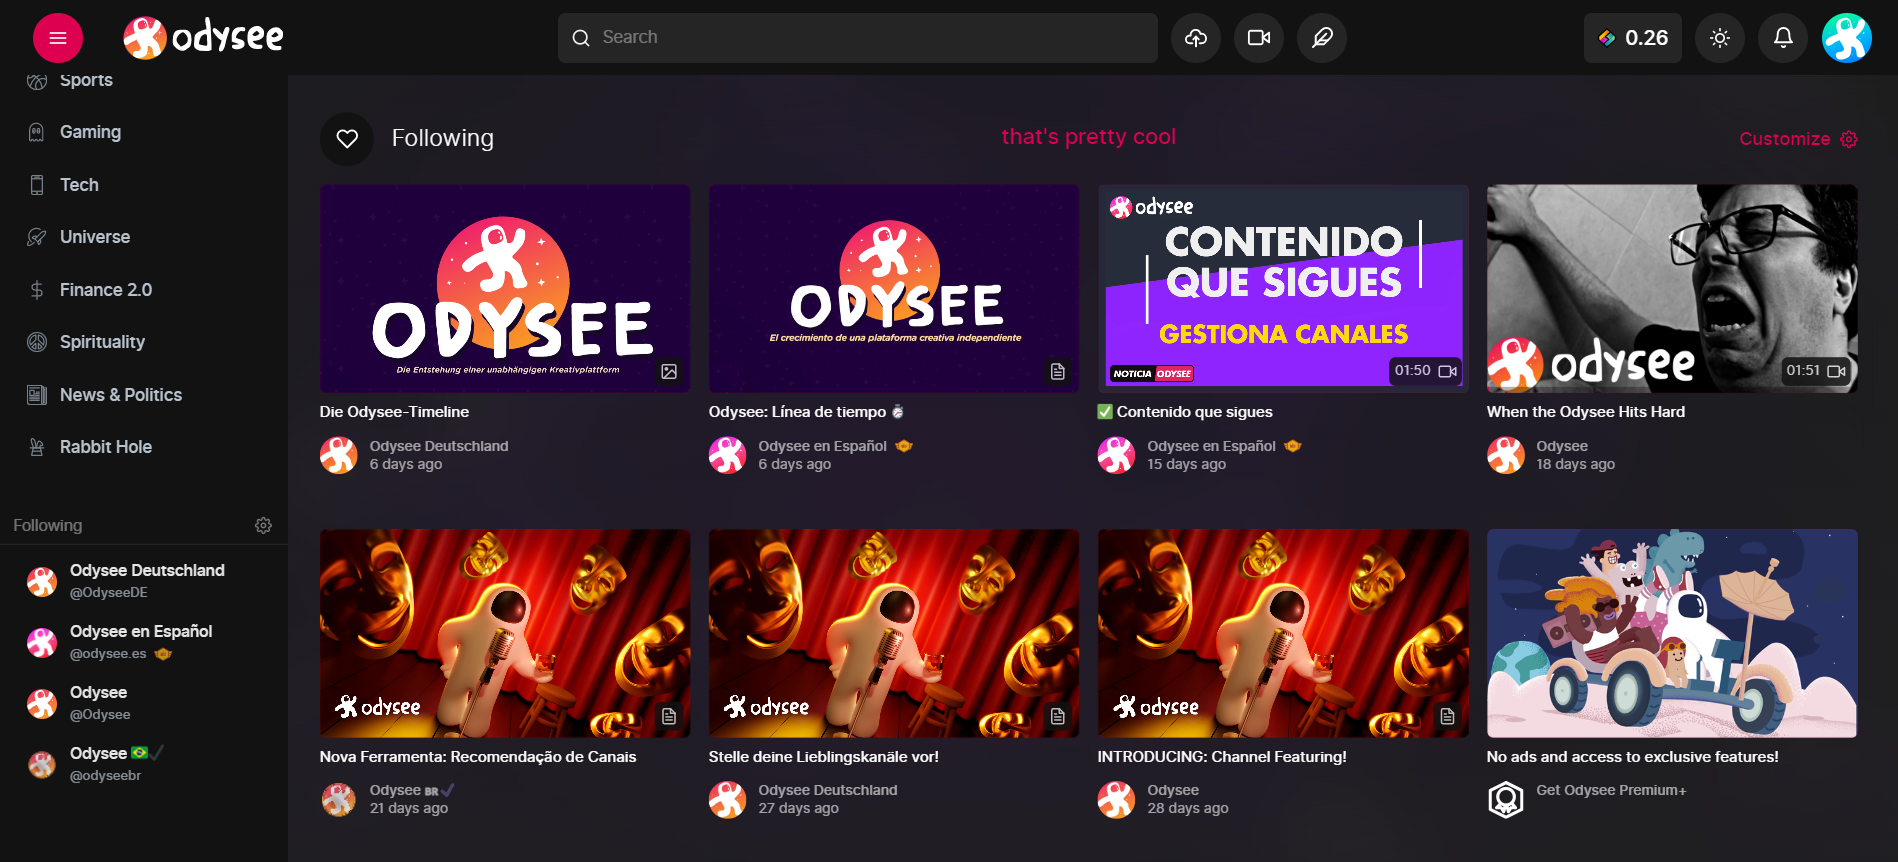 odysee
Search
0.26
Sports
Gaming
Tech
Universe
Finance 2.0
Spirituality
News & Politics
Rabbit Hole
Following
Odysee Deutschland
@OdyseeDE
Odysee en Español
@odysee.es
Odysee
@Odysee
Odysee
@odyseebr
Following
that's pretty cool
Customize
ODYSEE
Die Entstehung einer unabhängigen Kreativplattform
Die Odysee-Timeline
Odysee Deutschland
6 days ago
ODYSEE
El crecimiento de una plataforma creativa independiente
Odysee: Línea de tiempo
Odysee en Español
6 days ago
odysee
CONTENIDO
QUE SIGUES
GESTIONA CANALES
NOTICIA ODYSEE
01:50
Contenido que sigues
Odysee en Español
15 days ago
odysee
01:51
When the Odysee Hits Hard
Odysee
18 days ago
odysee
Nova Ferramenta: Recomendação de Canais
Odysee BR
21 days ago
odysee
Stelle deine Lieblingskanäle vor!
Odysee Deutschland
27 days ago
odysee
INTRODUCING: Channel Featuring!
Odysee
28 days ago
No ads and access to exclusive features!
Get Odysee Premium+